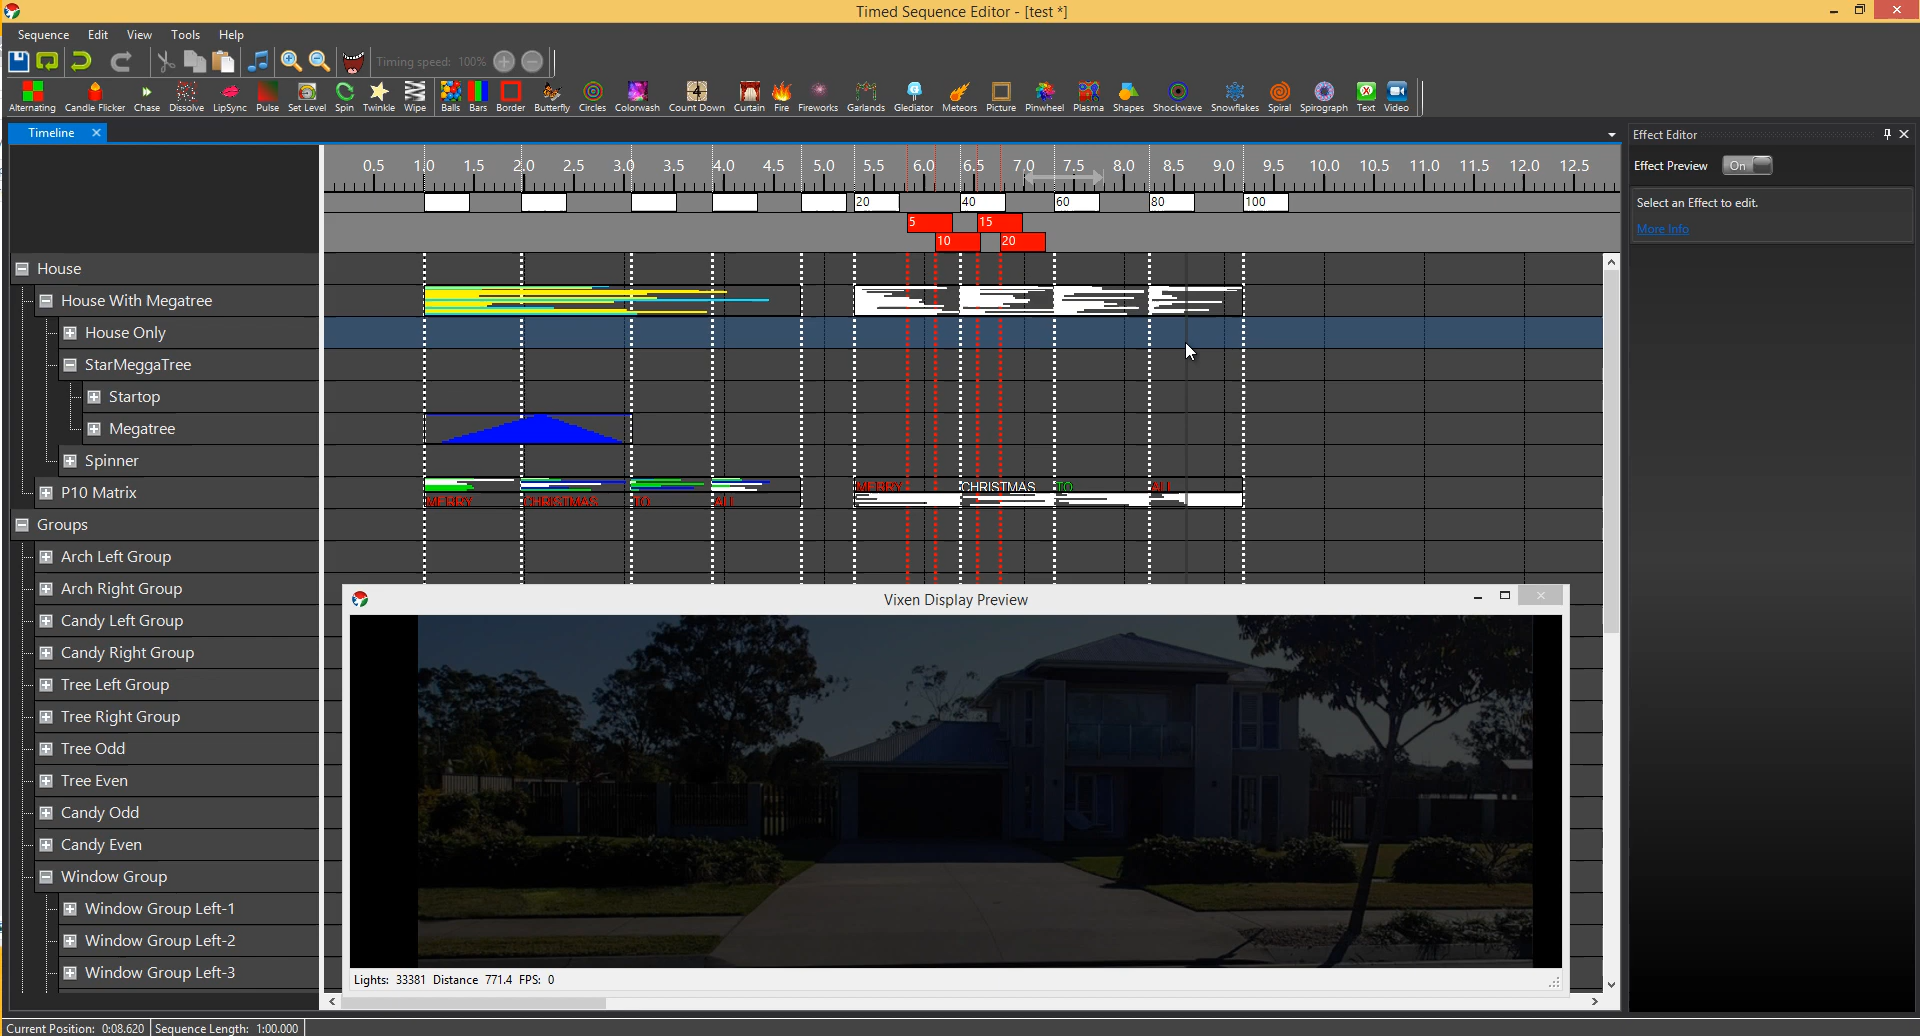 Timed Sequence Editor - [test *]
Sequence Edit View Tools Help
Timing speed: 100%
Alternating Candle Flicker Chase Dissolve LipSync Pulse Set Level Spin Twinkle Wipe Balls Bars Border Butterfly Circles Colorwash Count Down Curtain Fire Fireworks Garlands Glediator Meteors Picture Pinwheel Plasma Shapes Shockwave Snowflakes Spiral Spirograph Text Video
Timeline
Effect Editor
Effect Preview On
Select an Effect to edit.
More Info
0.5 1.0 1.5 2.0 2.5 3.0 3.5 4.0 4.5 5.0 5.5 6.0 6.5 7.0 7.5 8.0 8.5 9.0 9.5 10.0 10.5 11.0 11.5 12.0 12.5
20 40 60 80 100
5 15
10 20
House
House With Megatree
House Only
StarMeggaTree
Startop
Megatree
Spinner
P10 Matrix
MERRY CHRISTMAS TO ALL
MERRY CHRISTMAS TO ALL
Groups
Arch Left Group
Arch Right Group
Candy Left Group
Candy Right Group
Tree Left Group
Tree Right Group
Tree Odd
Tree Even
Candy Odd
Candy Even
Window Group
Window Group Left-1
Window Group Left-2
Window Group Left-3
Vixen Display Preview
Lights: 33381 Distance 771.4 FPS: 0
Current Position: 0:08.620 Sequence Length: 1:00.000